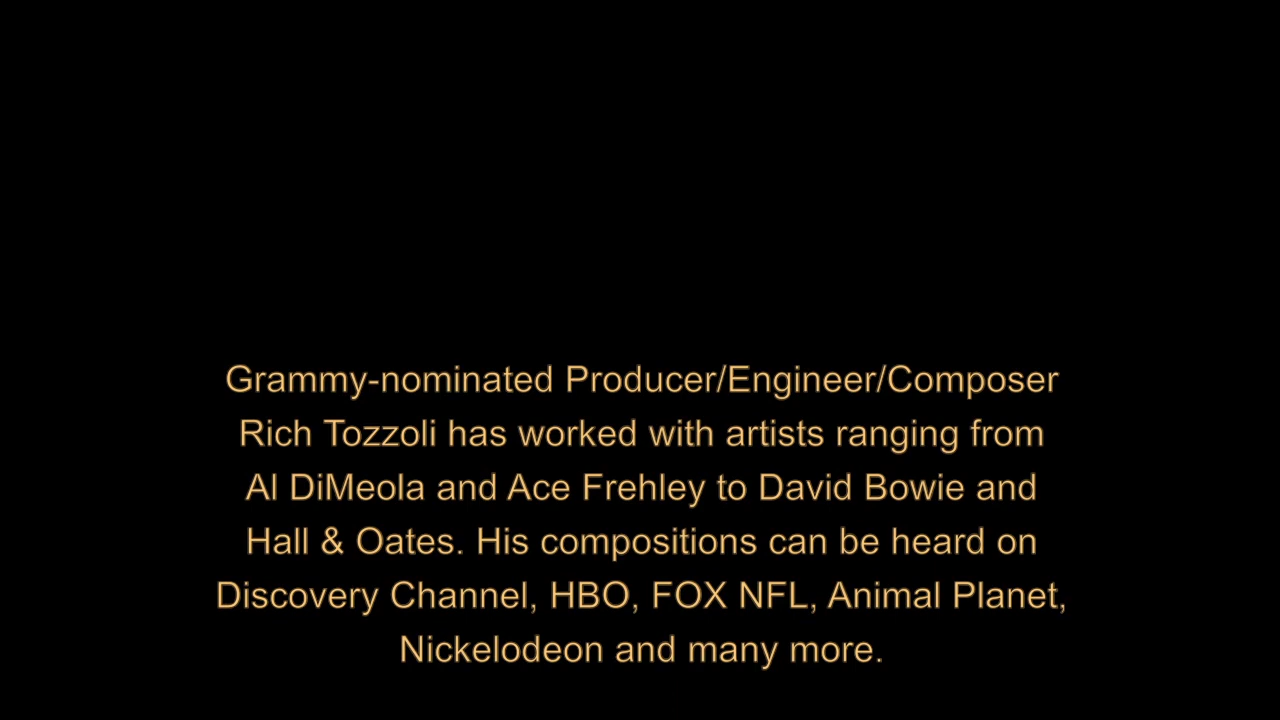 Grammy-nominated Producer/Engineer/Composer
Rich Tozzoli has worked with artists ranging from
Al DiMeola and Ace Frehley to David Bowie and
Hall & Oates. His compositions can be heard on
Discovery Channel, HBO, FOX NFL, Animal Planet,
Nickelodeon and many more.